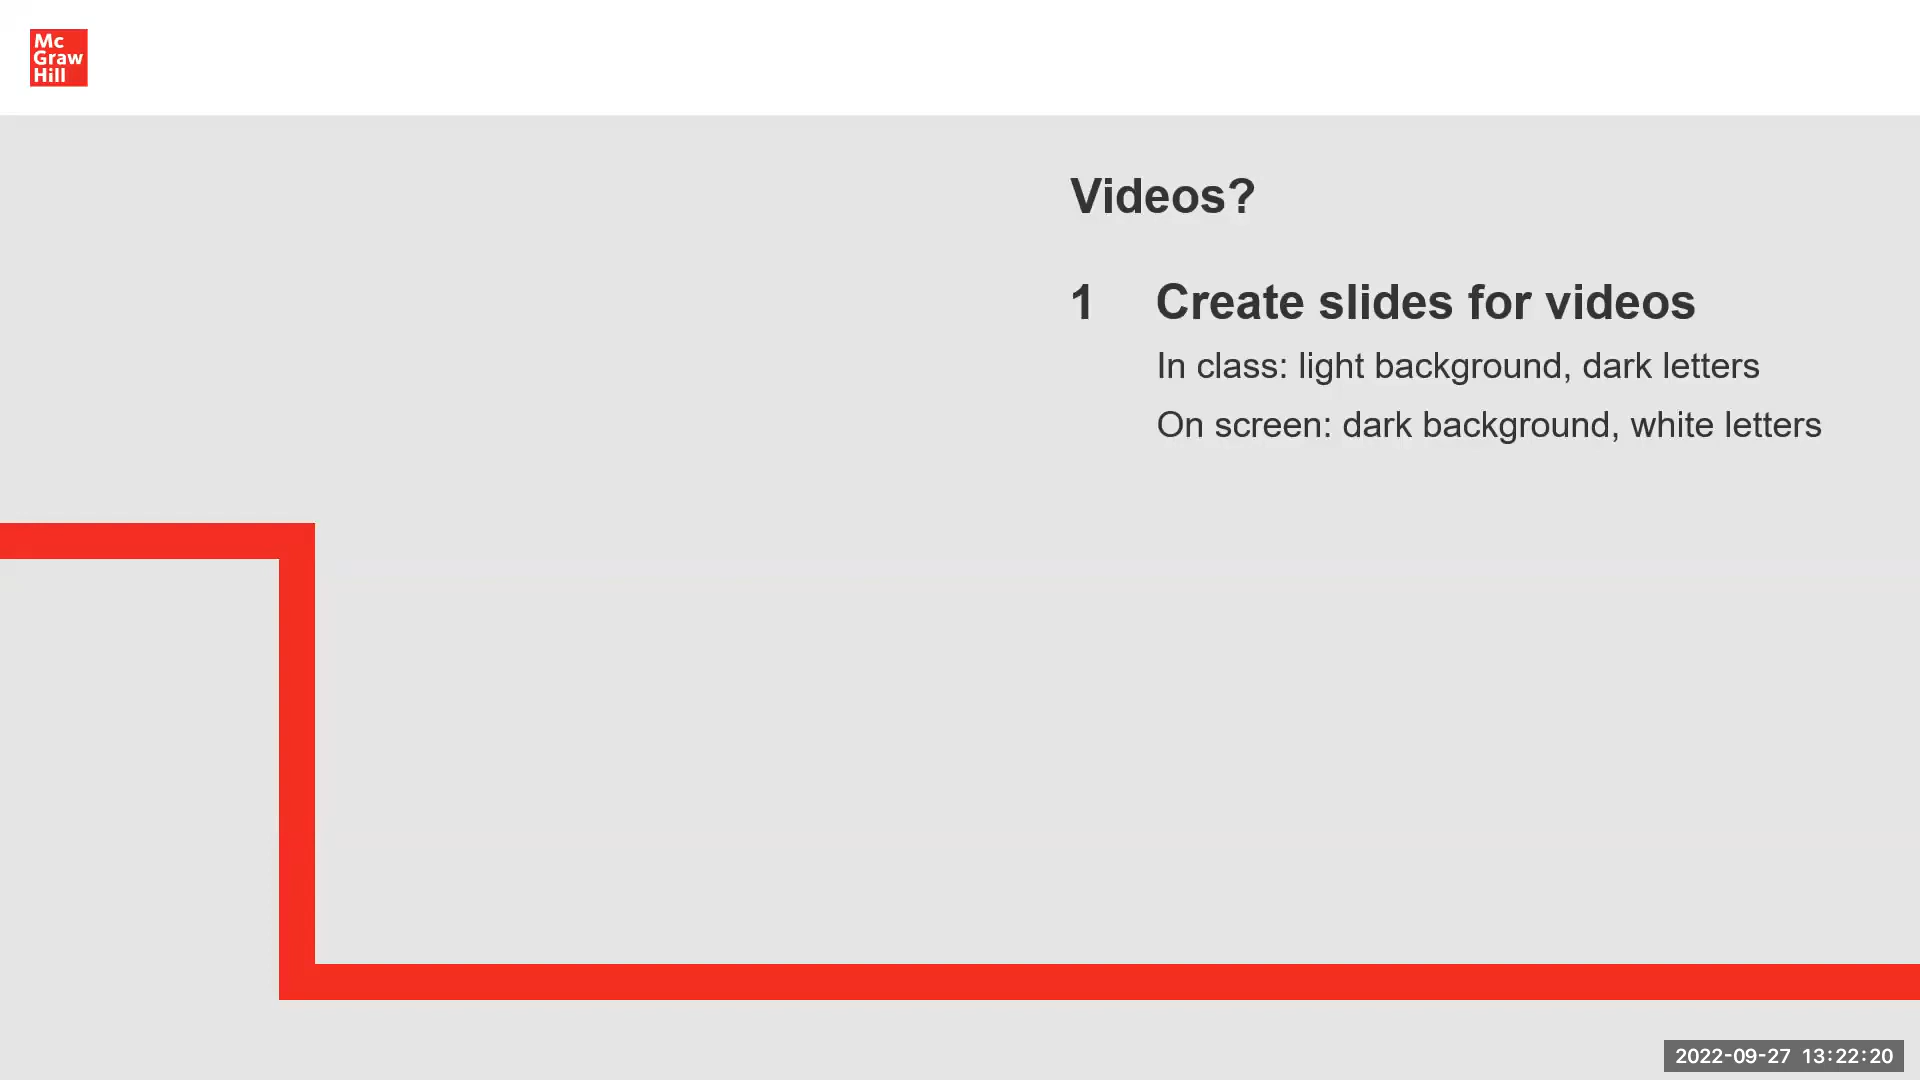 Mc
Graw
Hill
Videos?
1 Create slides for videos
In class: light background, dark letters
On screen: dark background, white letters
2022-09-27 13:22:20